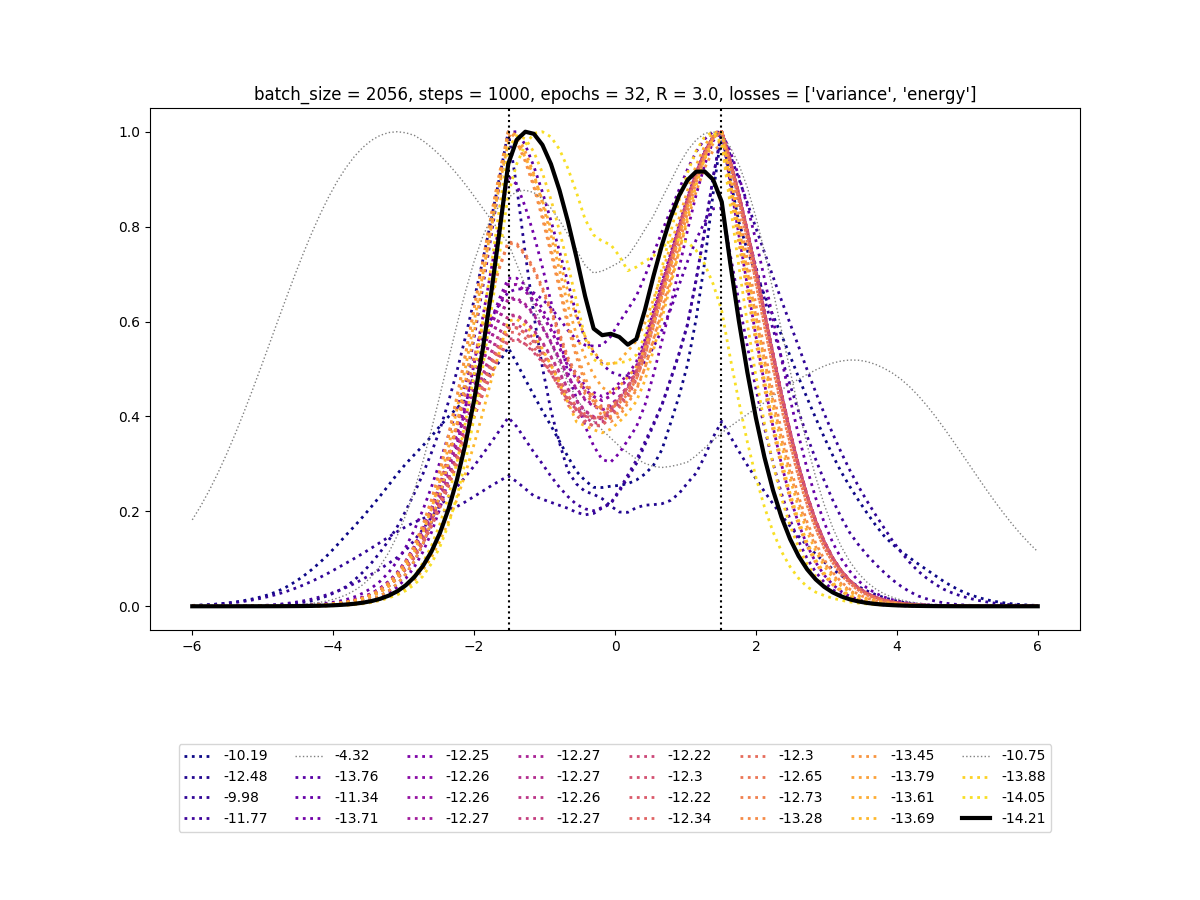 batch_size = 2056, steps = 1000, epochs = 32, R = 3.0, losses = ['variance', 'energy']
1.0
0.8
0.6
0.4
0.2
0.0
−6 −4 −2 0 2 4 6
-10.19 -4.32 -12.25 -12.27 -12.22 -12.3 -13.45 -10.75
-12.48 -13.76 -12.26 -12.27 -12.3 -12.65 -13.79 -13.88
-9.98 -11.34 -12.26 -12.26 -12.22 -12.73 -13.61 -14.05
-11.77 -13.71 -12.27 -12.27 -12.34 -13.28 -13.69 -14.21